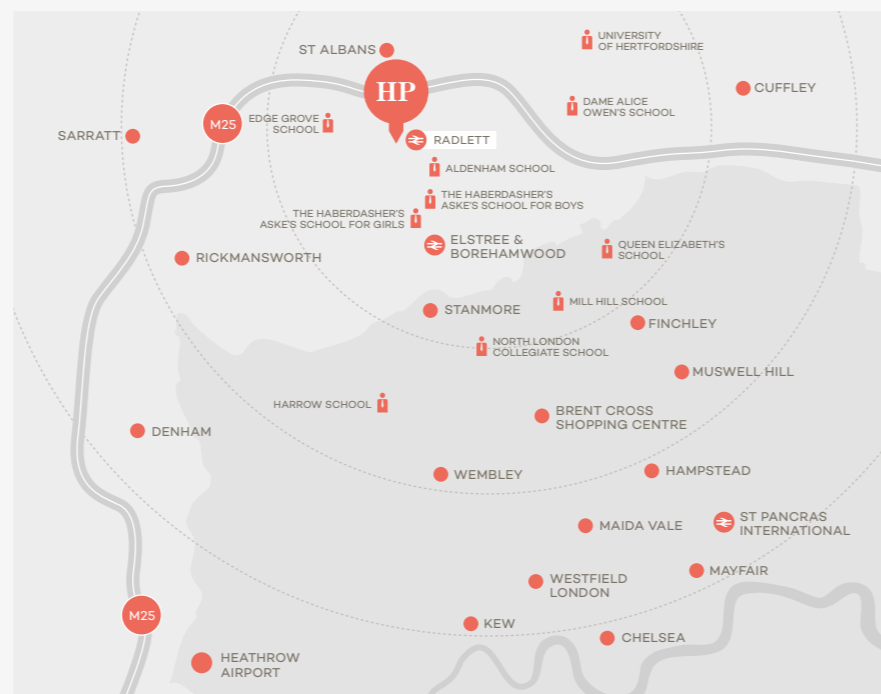 UNIVERSITY
OF HERTFORDSHIRE
ST ALBANS
HP
CUFFLEY
DAME ALICE
OWEN'S SCHOOL
M25
EDGE GROVE
SCHOOL
SARRATT
RADLETT
ALDENHAM SCHOOL
THE HABERDASHER'S
ASKE'S SCHOOL FOR BOYS
THE HABERDASHER'S
ASKE'S SCHOOL FOR GIRLS
ELSTREE &
BOREHAMWOOD
QUEEN ELIZABETH'S
SCHOOL
RICKMANSWORTH
MILL HILL SCHOOL
STANMORE
FINCHLEY
NORTH LONDON
COLLEGIATE SCHOOL
MUSWELL HILL
HARROW SCHOOL
BRENT CROSS
SHOPPING CENTRE
DENHAM
WEMBLEY
HAMPSTEAD
MAIDA VALE
ST PANCRAS
INTERNATIONAL
MAYFAIR
WESTFIELD
LONDON
M25
KEW
CHELSEA
HEATHROW
AIRPORT